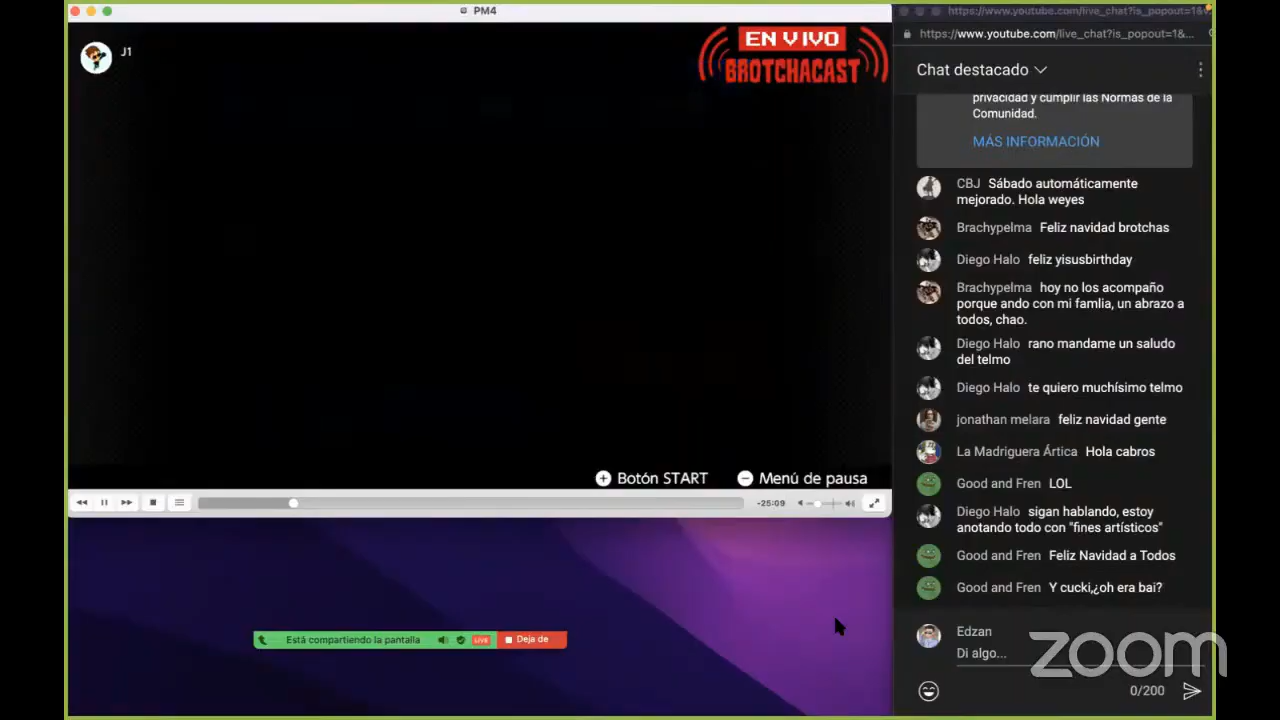 PM4
J1
EN VIVO
BROTCHACAST
Botón START
Menú de pausa
-25:09
Está compartiendo la pantalla
LIVE
Deja de
https://www.youtube.com/live_chat?is_popout=1&v
https://www.youtube.com/live_chat?is_popout=1&...
Chat destacado
privacidad y cumplir las Normas de la
Comunidad.
MÁS INFORMACIÓN
CBJ Sábado automáticamente
mejorado. Hola weyes
Brachypelma Feliz navidad brotchas
Diego Halo feliz yisusbirthday
Brachypelma hoy no los acompaño
porque ando con mi famlia, un abrazo a
todos, chao.
Diego Halo rano mandame un saludo
del telmo
Diego Halo te quiero muchísimo telmo
jonathan melara feliz navidad gente
La Madriguera Ártica Hola cabros
Good and Fren LOL
Diego Halo sigan hablando, estoy
anotando todo con "fines artísticos"
Good and Fren Feliz Navidad a Todos
Good and Fren Y cucki,¿oh era bai?
Edzan
Di algo...
0/200
zoom